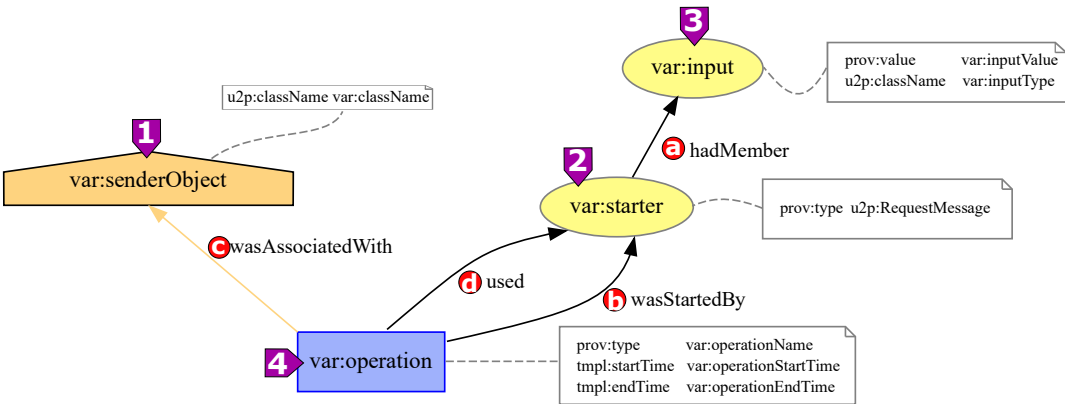 3
var:input
prov:value var:inputValue
u2p:className var:inputType
u2p:className var:className
1
a hadMember
2
var:senderObject
var:starter
prov:type u2p:RequestMessage
c wasAssociatedWith
d used
b wasStartedBy
4
var:operation
prov:type var:operationName
tmpl:startTime var:operationStartTime
tmpl:endTime var:operationEndTime